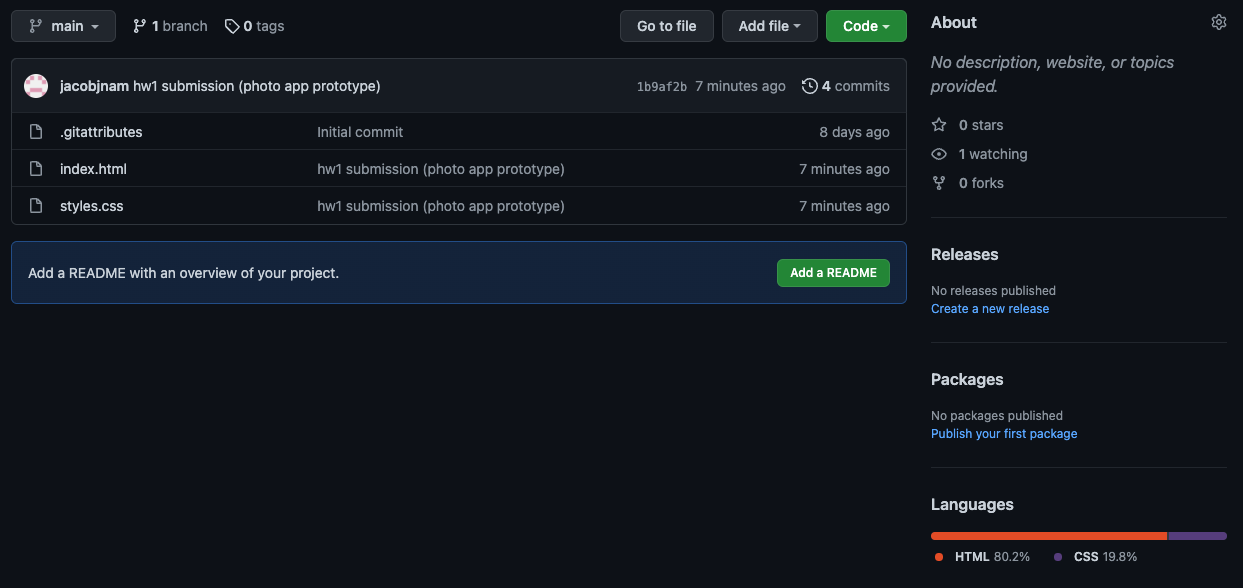 main 1 branch 0 tags Go to file Add file Code
jacobjnam hw1 submission (photo app prototype) 1b9af2b 7 minutes ago 4 commits
.gitattributes Initial commit 8 days ago
index.html hw1 submission (photo app prototype) 7 minutes ago
styles.css hw1 submission (photo app prototype) 7 minutes ago
Add a README with an overview of your project. Add a README
About
No description, website, or topics
provided.
0 stars
1 watching
0 forks
Releases
No releases published
Create a new release
Packages
No packages published
Publish your first package
Languages
HTML 80.2% CSS 19.8%